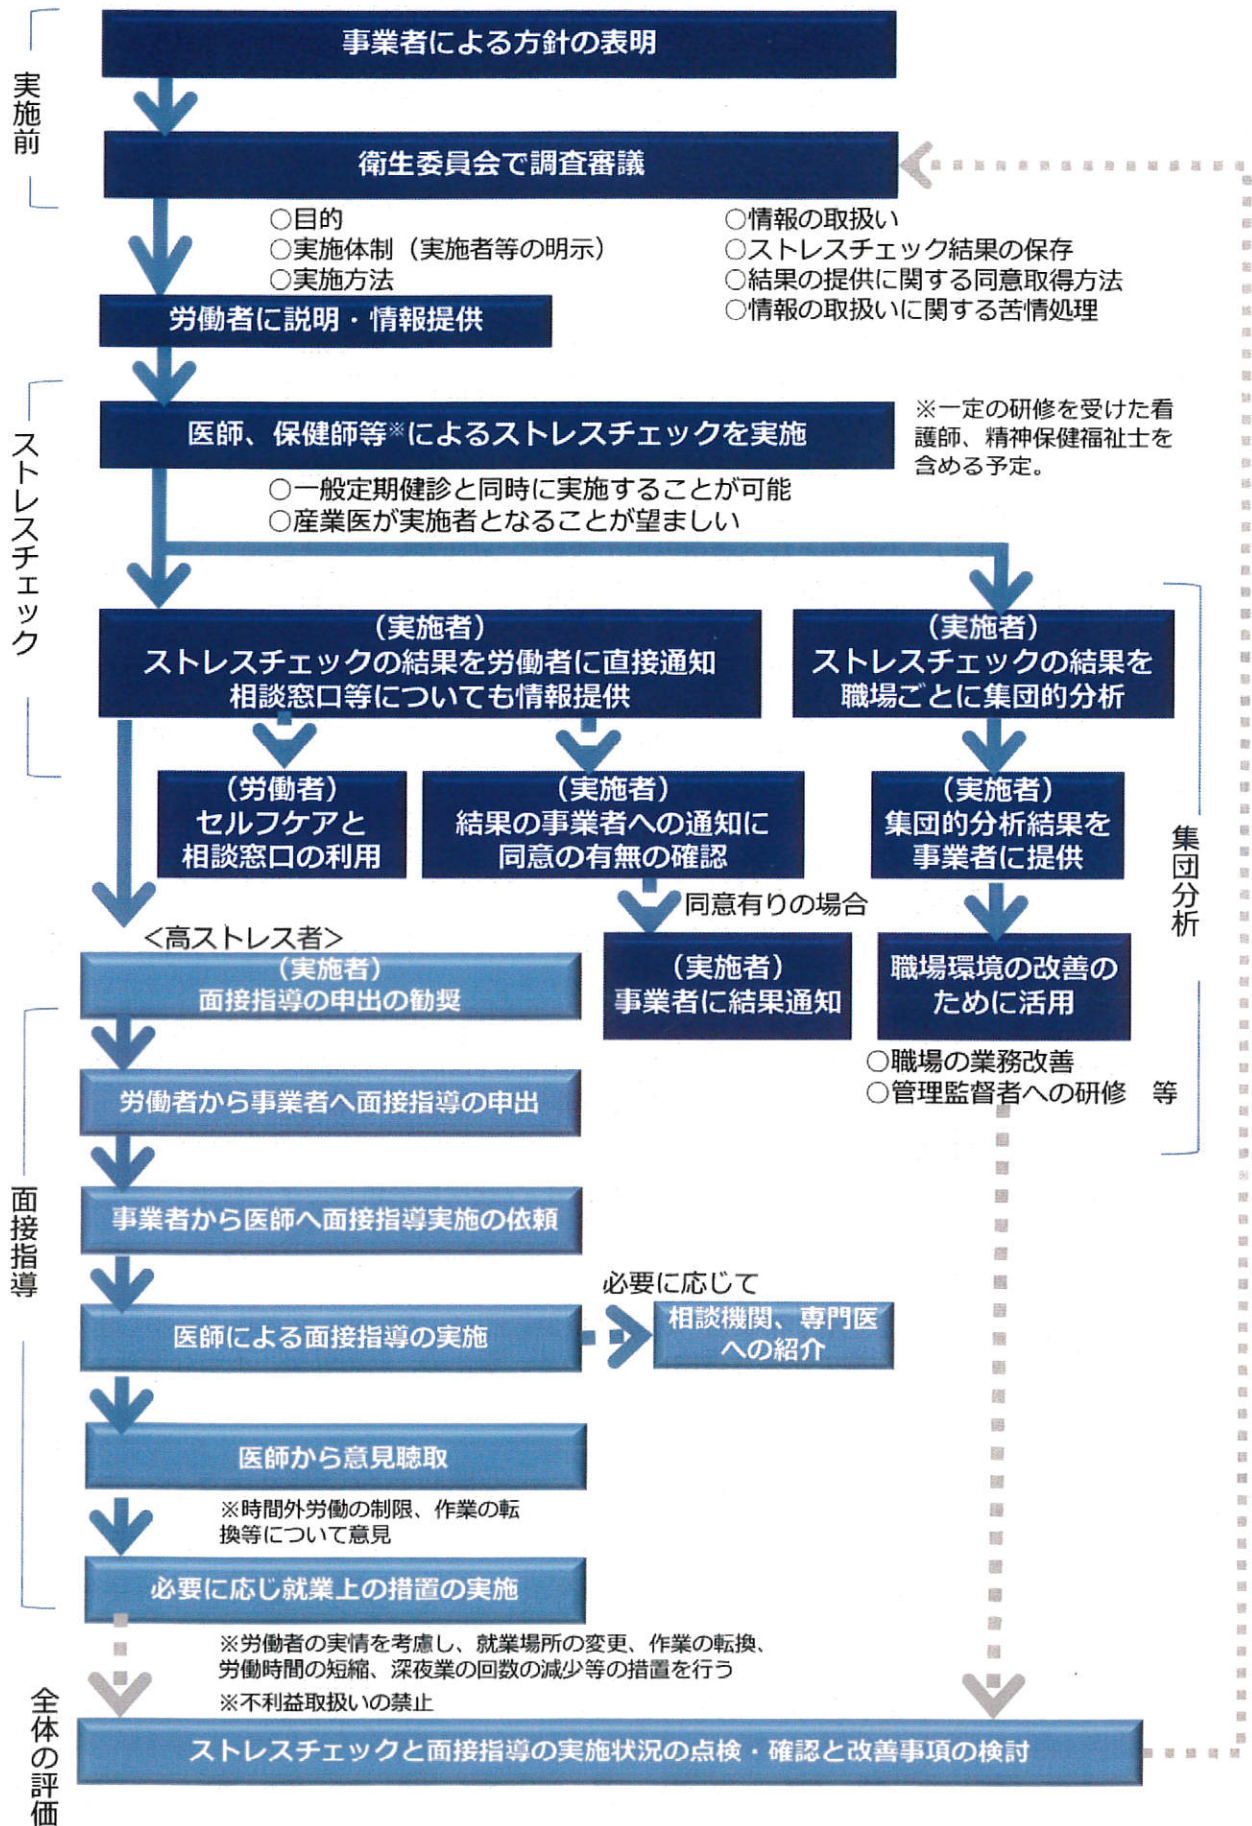 実施前
事業者による方針の表明
衛生委員会で調査審議
○目的
○実施体制（実施者等の明示）
○実施方法
○情報の取扱い
○ストレスチェック結果の保存
○結果の提供に関する同意取得方法
○情報の取扱いに関する苦情処理
労働者に説明・情報提供
ストレスチェック
医師、保健師等※によるストレスチェックを実施
※一定の研修を受けた看
護師、精神保健福祉士を
含める予定。
○一般定期健診と同時に実施することが可能
○産業医が実施者となることが望ましい
（実施者）
ストレスチェックの結果を労働者に直接通知
相談窓口等についても情報提供
（実施者）
ストレスチェックの結果を
職場ごとに集団的分析
（労働者）
セルフケアと
相談窓口の利用
（実施者）
結果の事業者への通知に
同意の有無の確認
（実施者）
集団的分析結果を
事業者に提供
集団分析
同意有りの場合
＜高ストレス者＞
（実施者）
面接指導の申出の勧奨
（実施者）
事業者に結果通知
職場環境の改善の
ために活用
○職場の業務改善
○管理監督者への研修　等
面接指導
労働者から事業者へ面接指導の申出
事業者から医師へ面接指導実施の依頼
医師による面接指導の実施
必要に応じて
相談機関、専門医
への紹介
医師から意見聴取
※時間外労働の制限、作業の転
換等について意見
必要に応じ就業上の措置の実施
※労働者の実情を考慮し、就業場所の変更、作業の転換、
労働時間の短縮、深夜業の回数の減少等の措置を行う
※不利益取扱いの禁止
全体の評価
ストレスチェックと面接指導の実施状況の点検・確認と改善事項の検討